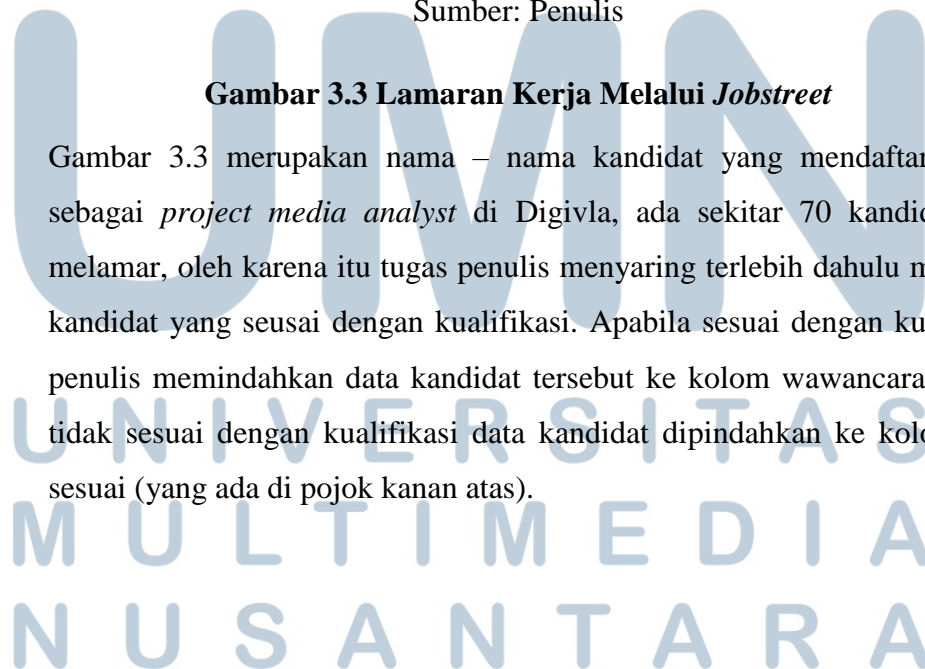 Sumber: Penulis
Gambar 3.3 Lamaran Kerja Melalui Jobstreet
Gambar 3.3 merupakan nama – nama kandidat yang mendaftar
sebagai project media analyst di Digivla, ada sekitar 70
melamar, oleh karena itu tugas penulis menyaring terlebih dahulu
kandidat yang seusai dengan kualifikasi. Apabila sesuai dengan
penulis memindahkan data kandidat tersebut ke kolom wawancara
tidak sesuai dengan kualifikasi data kandidat dipindahkan ke
sesuai (yang ada di pojok kanan atas).
UMN
UNIVERSITAS
MULTIMEDIA
NUSANTARA